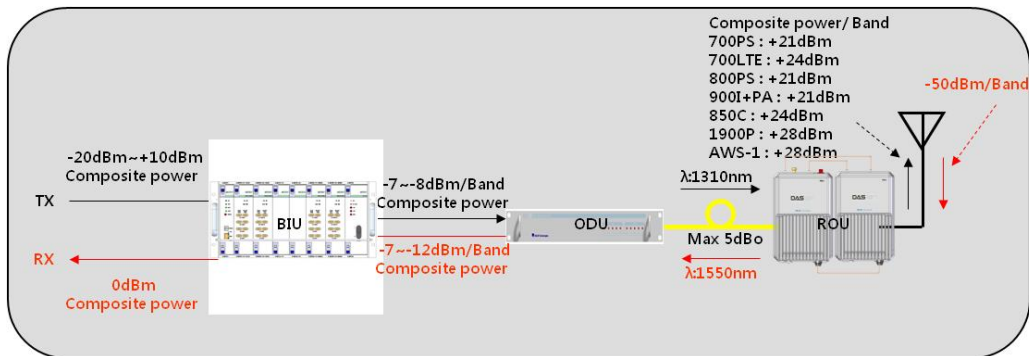 Composite power/ Band
700PS : +21dBm
700LTE : +24dBm
800PS : +21dBm
900I+PA : +21dBm
850C : +24dBm
1900P : +28dBm
AWS-1 : +28dBm
-50dBm/Band
-20dBm~+10dBm
Composite power
TX
RX
0dBm
Composite power
BIU
-7~-8dBm/Band
Composite power
-7~-12dBm/Band
Composite power
ODU
λ:1310nm
Max 5dBo
λ:1550nm
DAS
DAS
ROU